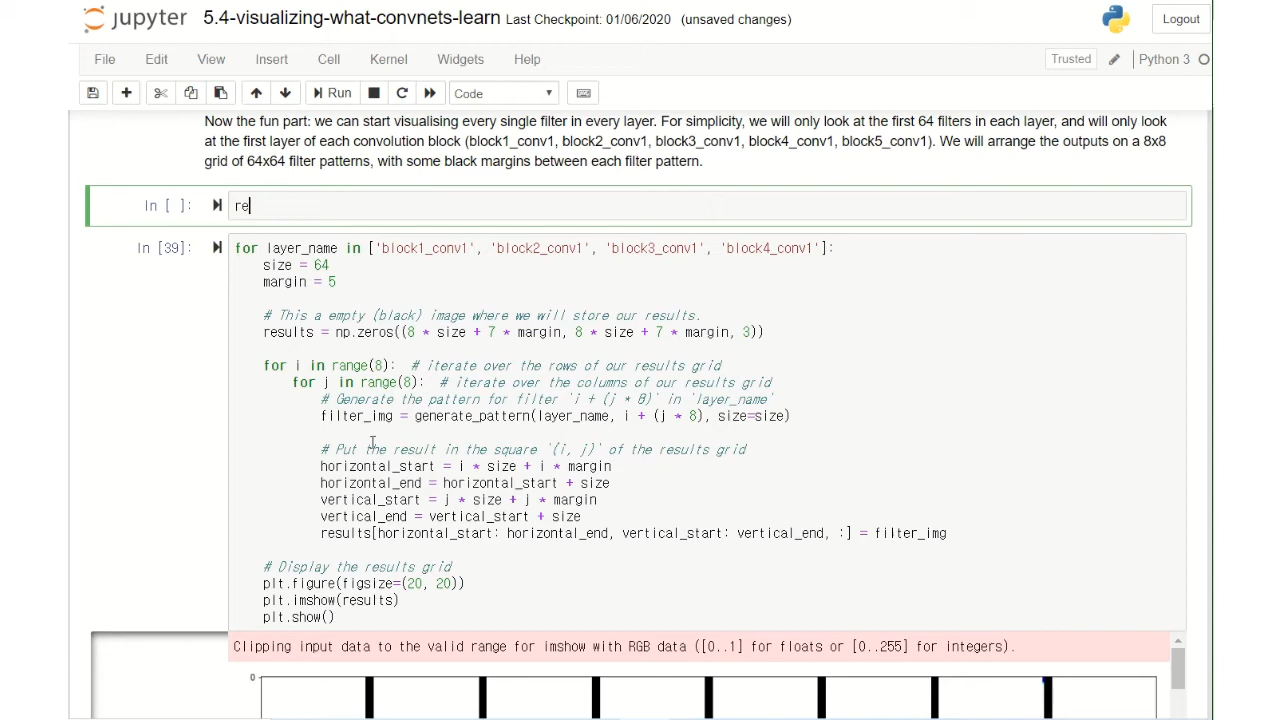 jupyter 5.4-visualizing-what-convnets-learn Last Checkpoint: 01/06/2020 (unsaved changes) Logout
File Edit View Insert Cell Kernel Widgets Help Trusted Python 3
Run Code
Now the fun part: we can start visualising every single filter in every layer. For simplicity, we will only look at the first 64 filters in each layer, and will only look
at the first layer of each convolution block (block1_conv1, block2_conv1, block3_conv1, block4_conv1, block5_conv1). We will arrange the outputs on a 8x8
grid of 64x64 filter patterns, with some black margins between each filter pattern.
In [ ]: re
In [39]: for layer_name in ['block1_conv1', 'block2_conv1', 'block3_conv1', 'block4_conv1']:
size = 64
margin = 5
# This a empty (black) image where we will store our results.
results = np.zeros((8 * size + 7 * margin, 8 * size + 7 * margin, 3))
for i in range(8): # iterate over the rows of our results grid
for j in range(8): # iterate over the columns of our results grid
# Generate the pattern for filter `i + (j * 8)` in `layer_name`
filter_img = generate_pattern(layer_name, i + (j * 8), size=size)
# Put the result in the square `(i, j)` of the results grid
horizontal_start = i * size + i * margin
horizontal_end = horizontal_start + size
vertical_start = j * size + j * margin
vertical_end = vertical_start + size
results[horizontal_start: horizontal_end, vertical_start: vertical_end, :] = filter_img
# Display the results grid
plt.figure(figsize=(20, 20))
plt.imshow(results)
plt.show()
Clipping input data to the valid range for imshow with RGB data ([0..1] for floats or [0..255] for integers).
0